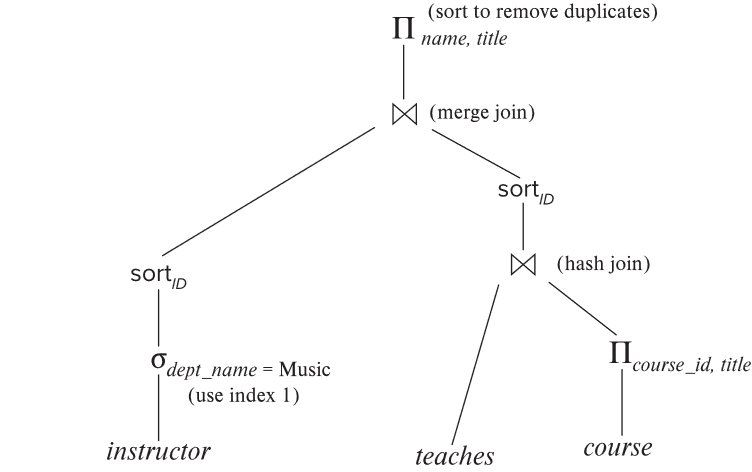 (sort to remove duplicates)
Π name, title
⋈ (merge join)
sort ID
sort ID
⋈ (hash join)
σ dept_name = Music
(use index 1)
Π course_id, title
instructor
teaches
course